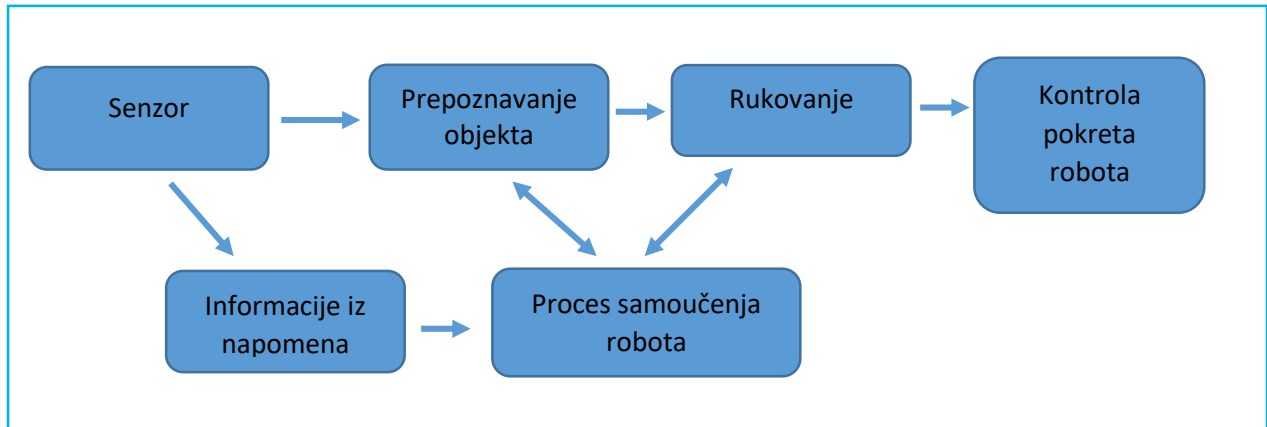 Senzor
Prepoznavanje
objekta
Rukovanje
Kontrola
pokreta
robota
Informacije iz
napomena
Proces samoučenja
robota